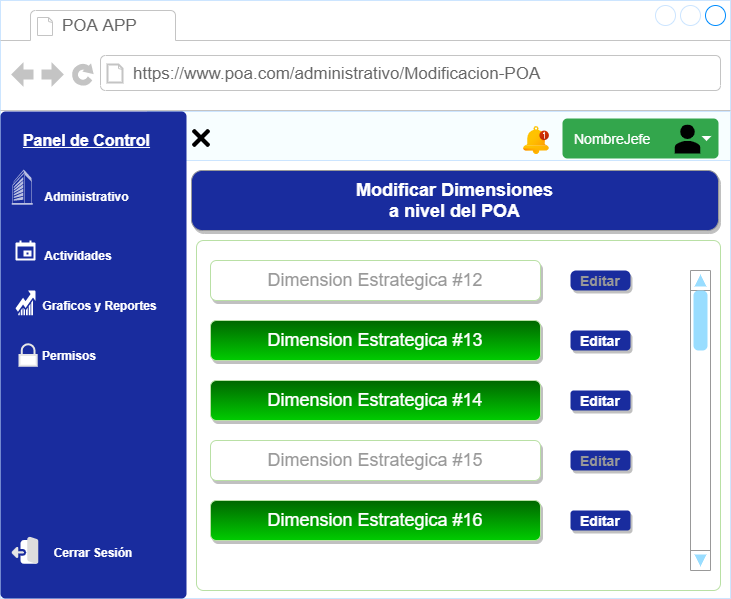 POA APP
https://www.poa.com/administrativo/Modificacion-POA
Panel de Control
1
NombreJefe
Administrativo
Actividades
Graficos y Reportes
Permisos
Cerrar Sesión
Modificar Dimensiones
a nivel del POA
Dimension Estrategica #12
Editar
Dimension Estrategica #13
Editar
Dimension Estrategica #14
Editar
Dimension Estrategica #15
Editar
Dimension Estrategica #16
Editar